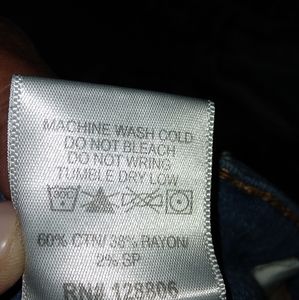 MACHINE WASH COLD
DO NOT BLEACH
DO NOT WRING
TUMBLE DRY LOW
60% CTN/ 38% RAYON/
2% SP
RN# 128806